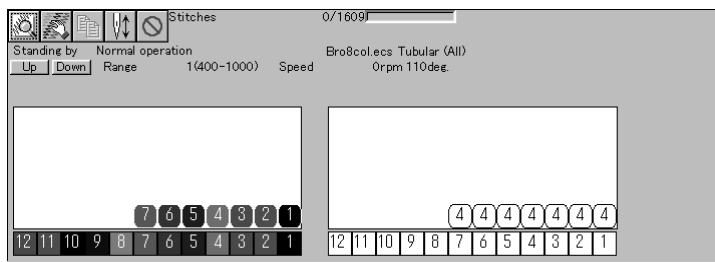 Stitches 0/1609
Standing by Normal operation Bro8col.ecs Tubular (All)
Up Down Range 1(400-1000) Speed 0rpm 110deg.
7 6 5 4 3 2 1 4 4 4 4 4 4 4
12 11 10 9 8 7 6 5 4 3 2 1 12 11 10 9 8 7 6 5 4 3 2 1